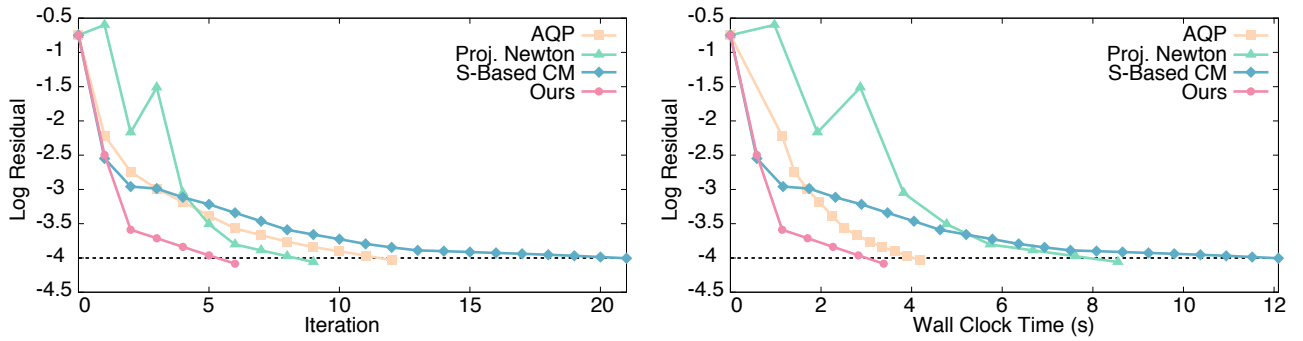 -0.5
-1
-1.5
-2
-2.5
-3
-3.5
-4
-4.5
Log Residual
0 5 10 15 20
Iteration
AQP
Proj. Newton
S-Based CM
Ours
-0.5
-1
-1.5
-2
-2.5
-3
-3.5
-4
-4.5
Log Residual
0 2 4 6 8 10 12
Wall Clock Time (s)
AQP
Proj. Newton
S-Based CM
Ours